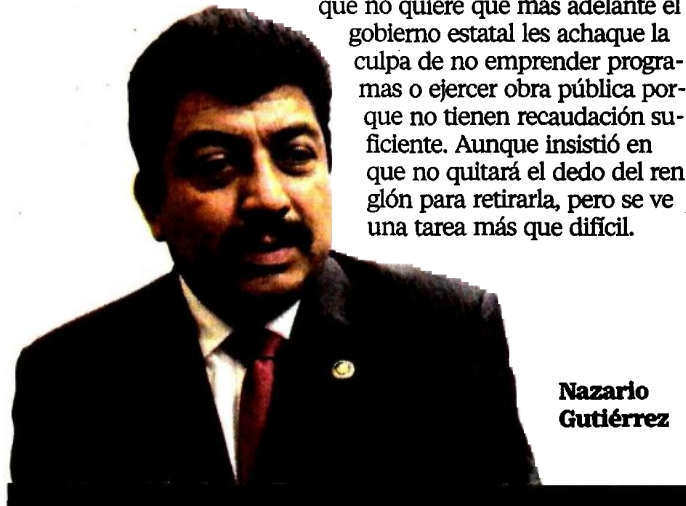 que no quiere que más adelante el
gobierno estatal les achaque la
culpa de no emprender progra-
mas o ejercer obra pública por-
que no tienen recaudación su-
ficiente. Aunque insistió en
que no quitará el dedo del ren
glón para retirarla, pero se ve
una tarea más que difícil.
Nazario
Gutiérrez